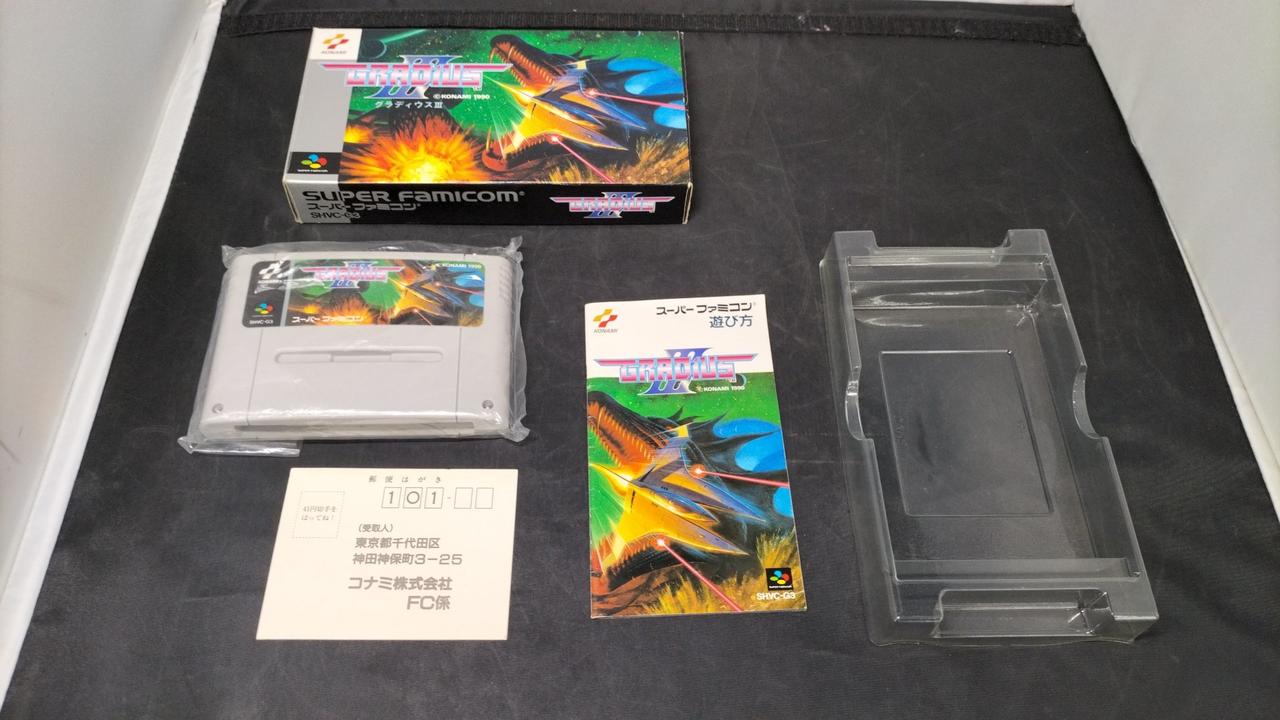 KONAMI
GRADIUS
III
©KONAMI 1990
グラディウスIII
SUPER FAMICOM
SUPER Famicom®
スーパーファミコン®
SHVC-G3
GRADIUS
III
GRADIUS
III
©KONAMI 1990
SHVC-G3
スーパーファミコン
KONAMI
スーパーファミコン®
遊び方
GRADIUS
III
©KONAMI 1990
SHVC-G3
郵便はがき
101-
41円切手を
はってね!
(受取人)
東京都千代田区
神田神保町3-25
コナミ株式会社
FC係